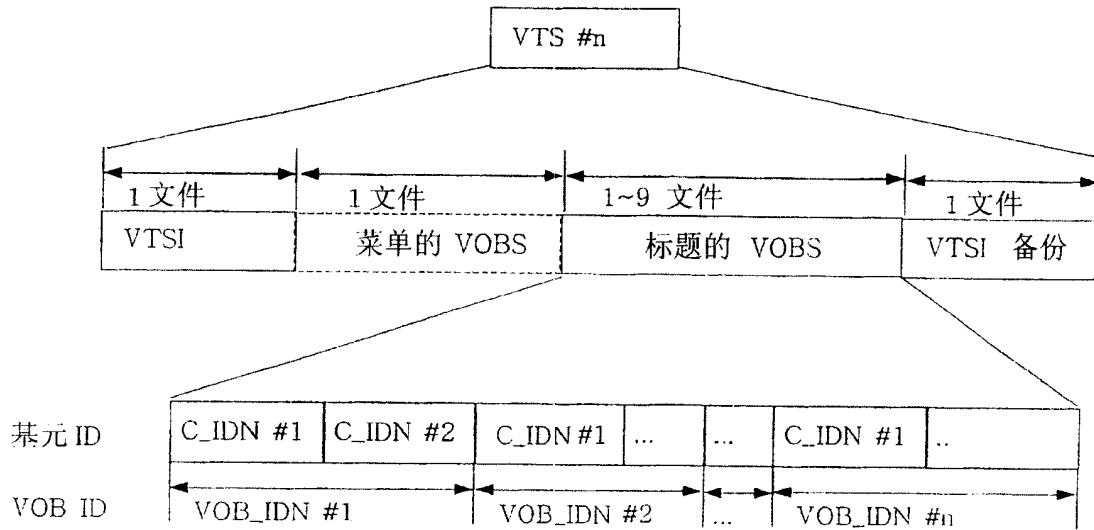 VTS #n
1文件 1文件 1~9 文件 1文件
VTSI 菜单的 VOBS 标题的 VOBS VTSI 备份
基元 ID C_IDN #1 C_IDN #2 C_IDN #1 ... ... C_IDN #1 ..
VOB ID VOB_IDN #1 VOB_IDN #2 ... VOB_IDN #n